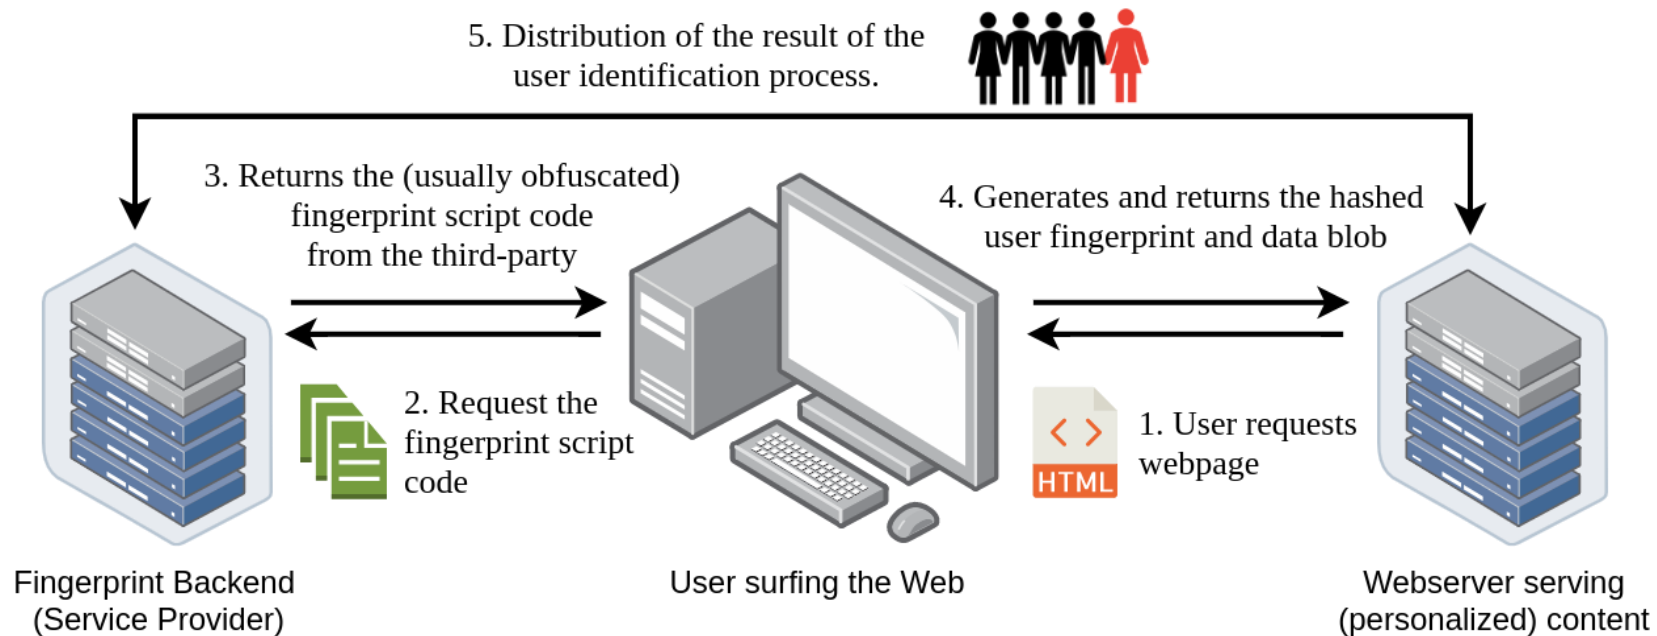 5. Distribution of the result of the
user identification process.
3. Returns the (usually obfuscated)
fingerprint script code
from the third-party
4. Generates and returns the hashed
user fingerprint and data blob
2. Request the
fingerprint script
code
HTML
1. User requests
webpage
Fingerprint Backend
(Service Provider)
User surfing the Web
Webserver serving
(personalized) content